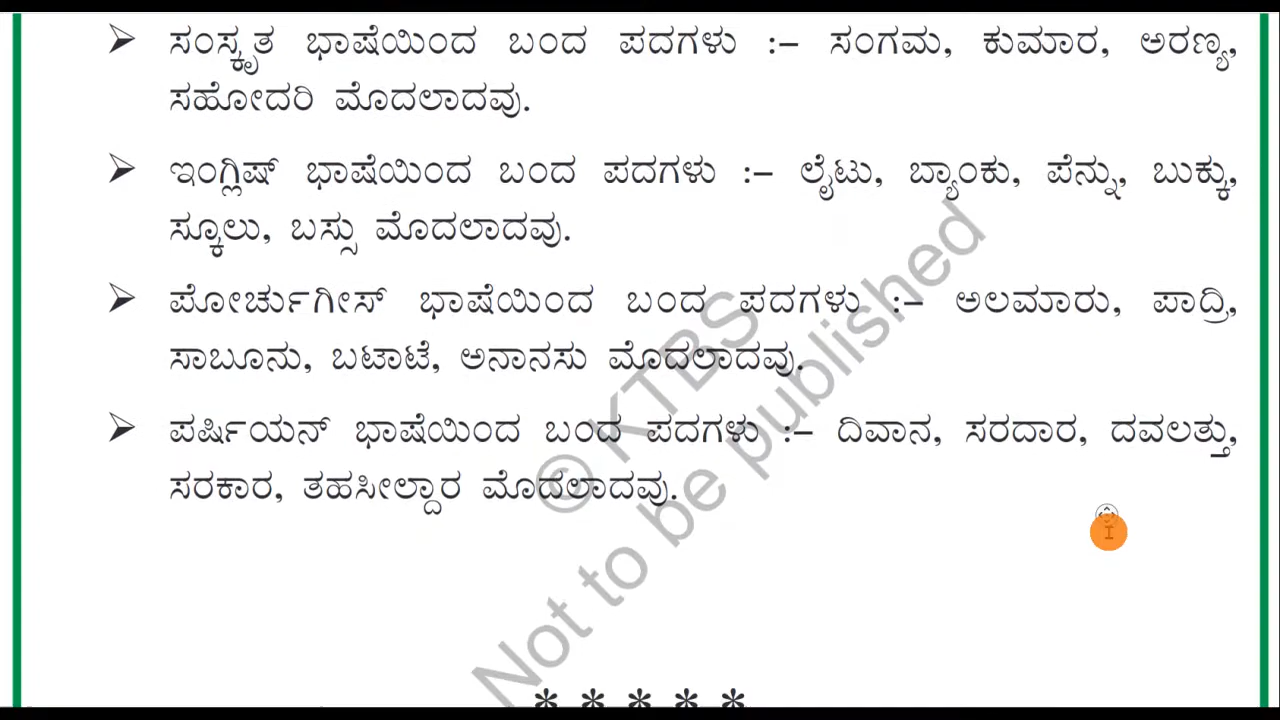 ➢ ಸಂಸ್ಕೃತ ಭಾಷೆಯಿಂದ ಬಂದ ಪದಗಳು :– ಸಂಗಮ, ಕುಮಾರ, ಅರಣ್ಯ,
ಸಹೋದರಿ ಮೊದಲಾದವು.
➢ ಇಂಗ್ಲಿಷ್ ಭಾಷೆಯಿಂದ ಬಂದ ಪದಗಳು :– ಲೈಟು, ಬ್ಯಾಂಕು, ಪೆನ್ನು, ಬುಕ್ಕು,
ಸ್ಕೂಲು, ಬಸ್ಸು ಮೊದಲಾದವು.
➢ ಪೋರ್ಚುಗೀಸ್ ಭಾಷೆಯಿಂದ ಬಂದ ಪದಗಳು :– ಅಲಮಾರು, ಪಾದ್ರಿ,
ಸಾಬೂನು, ಬಟಾಟೆ, ಅನಾನಸು ಮೊದಲಾದವು.
➢ ಪರ್ಷಿಯನ್ ಭಾಷೆಯಿಂದ ಬಂದ ಪದಗಳು :– ದಿವಾನ, ಸರದಾರ, ದವಲತ್ತು,
ಸರಕಾರ, ತಹಸೀಲ್ದಾರ ಮೊದಲಾದವು.
© KTBS
Not to be published
* * * * *